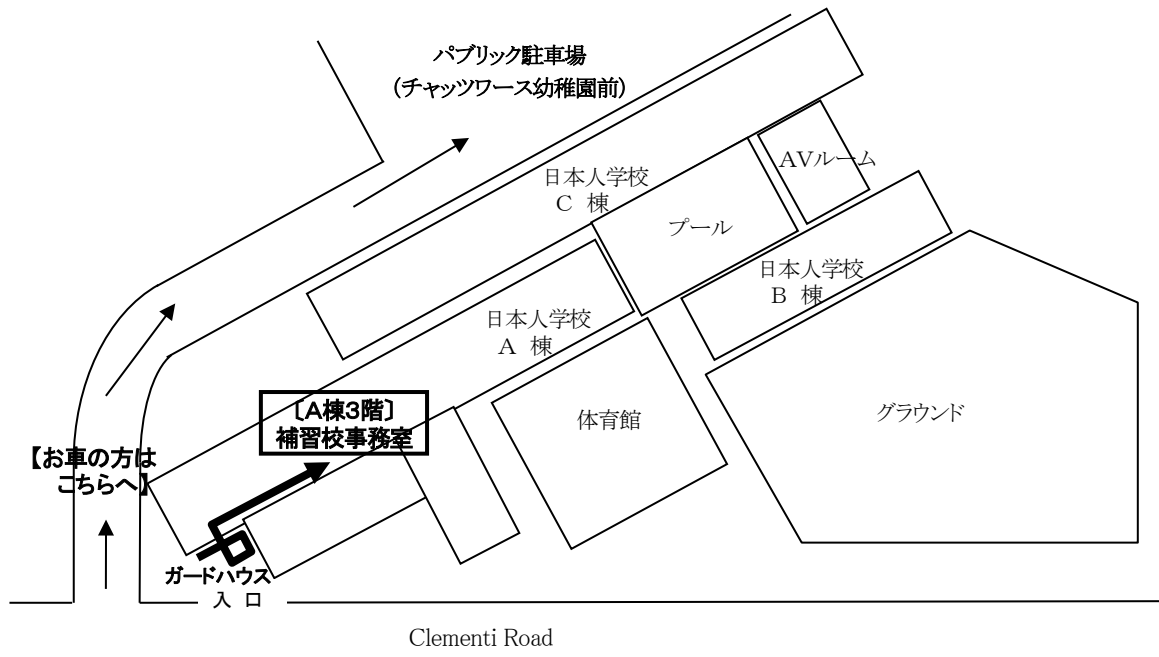 パブリック駐車場
（チャッツワース幼稚園前）
AVルーム
日本人学校
C 棟
プール
日本人学校
B 棟
日本人学校
A 棟
〔A棟3階〕
補習校事務室
体育館
グラウンド
【お車の方は
こちらへ】
ガードハウス
入 口
Clementi Road